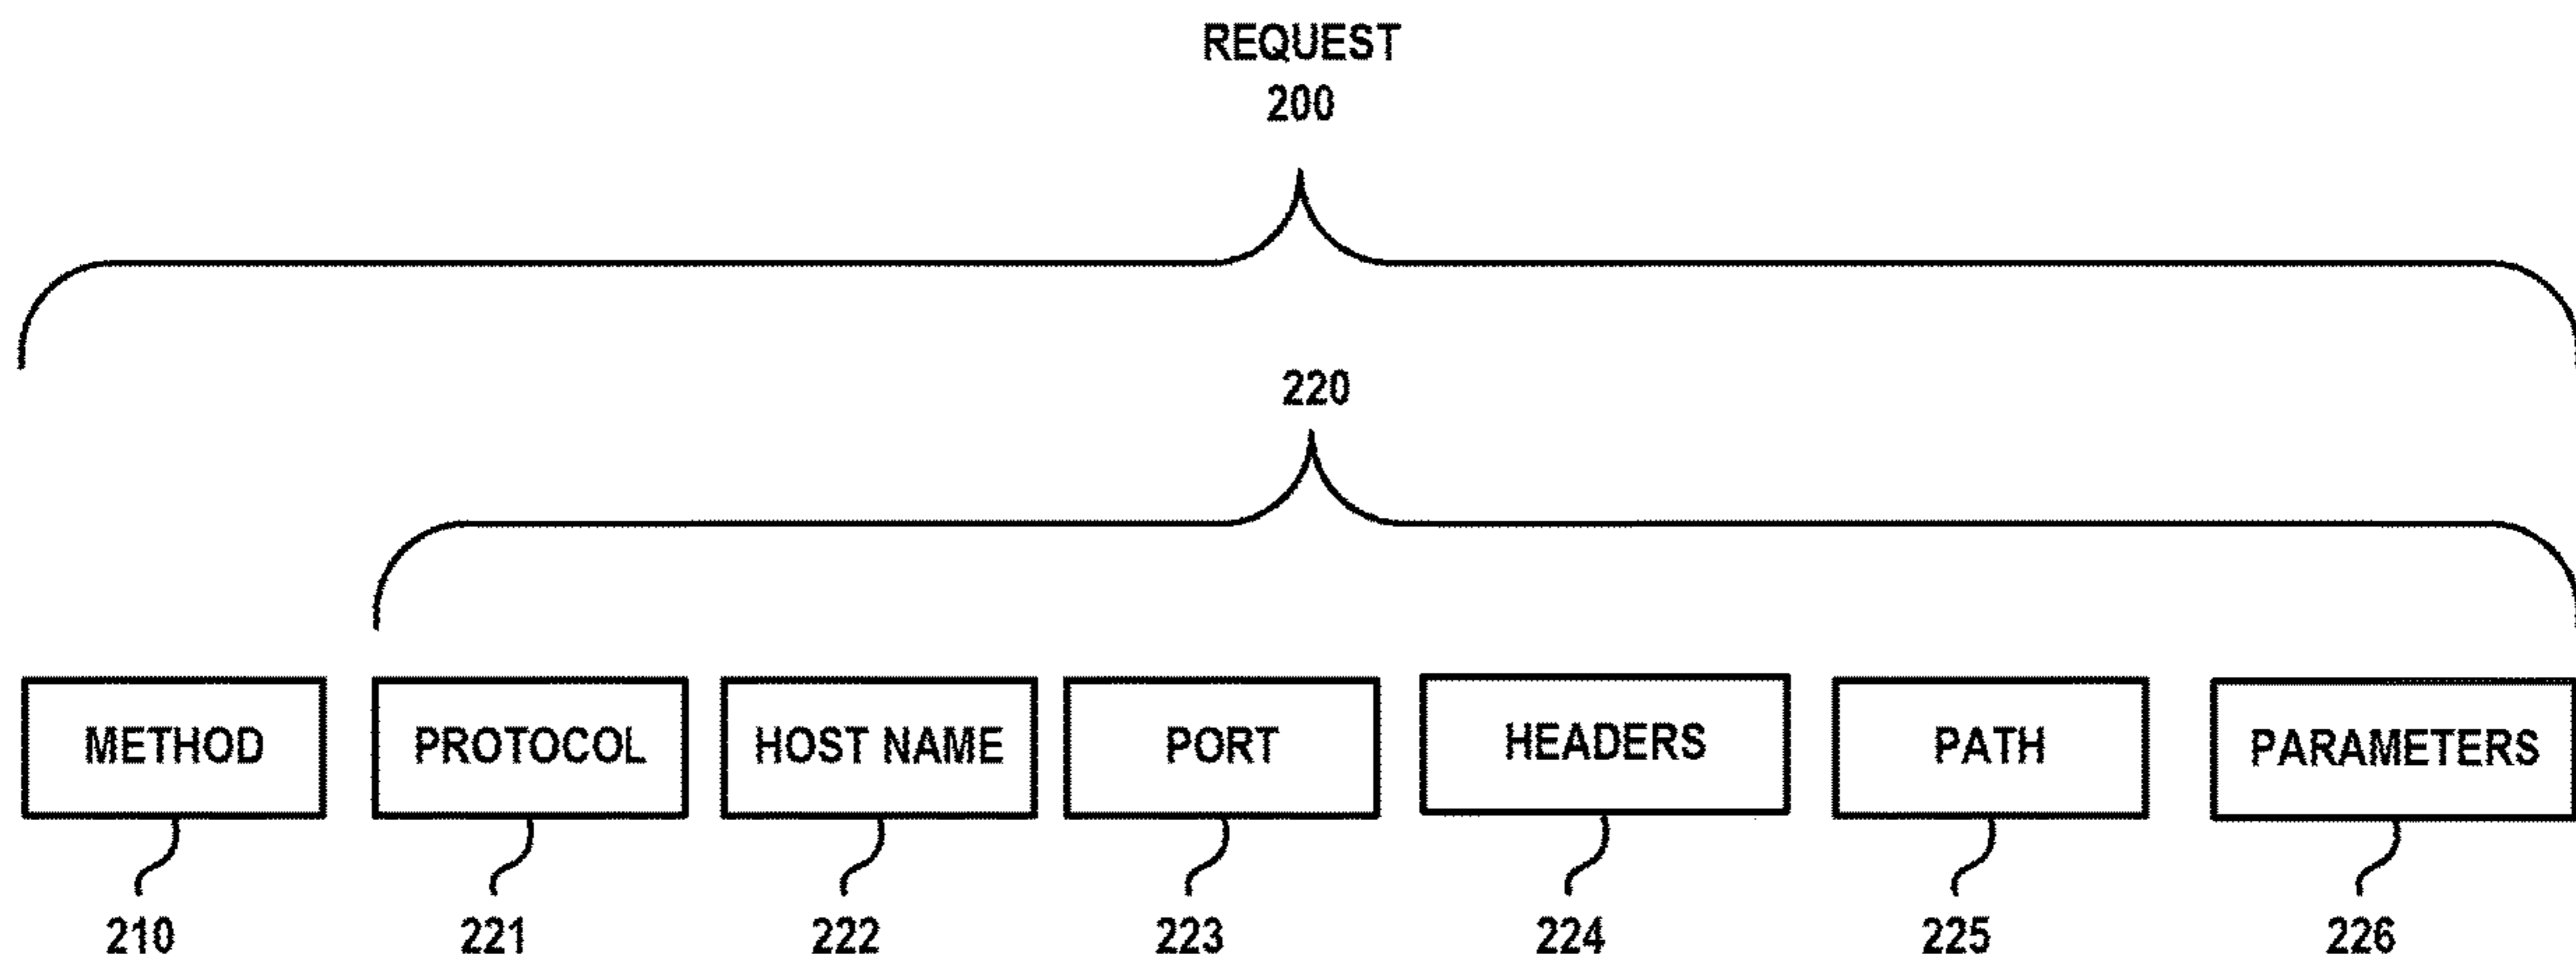 REQUEST
200
220
METHOD PROTOCOL HOST NAME PORT HEADERS PATH PARAMETERS
210 221 222 223 224 225 226